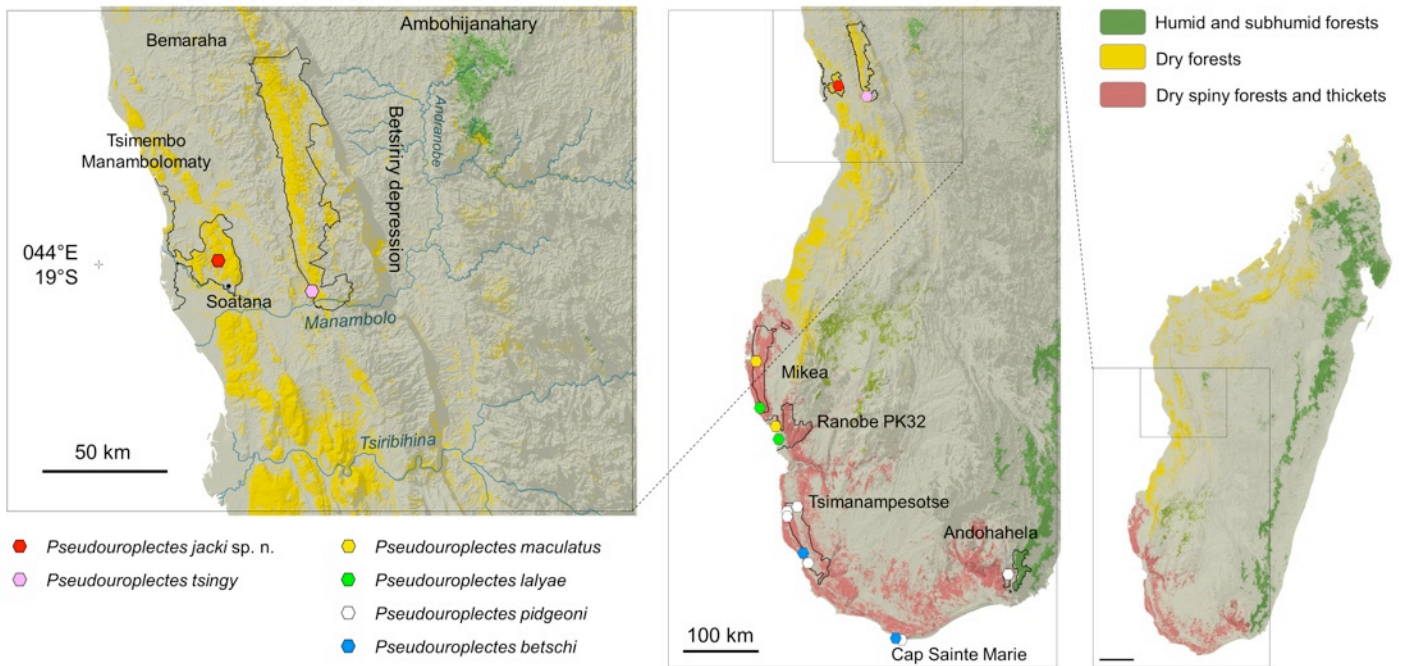 Bemaraha
Ambohijanahary
Tsimembo
Manambolomaty
Betsiriry depression
Andranobe
044°E
19°S
Soatana
Manambolo
50 km
Tsiribihina
Pseudouroplectes jacki sp. n.
Pseudouroplectes tsingy
Pseudouroplectes maculatus
Pseudouroplectes lalyae
Pseudouroplectes pidgeoni
Pseudouroplectes betschi
Mikea
Ranobe PK32
Tsimanampesotse
Andohahela
100 km
Cap Sainte Marie
Humid and subhumid forests
Dry forests
Dry spiny forests and thickets